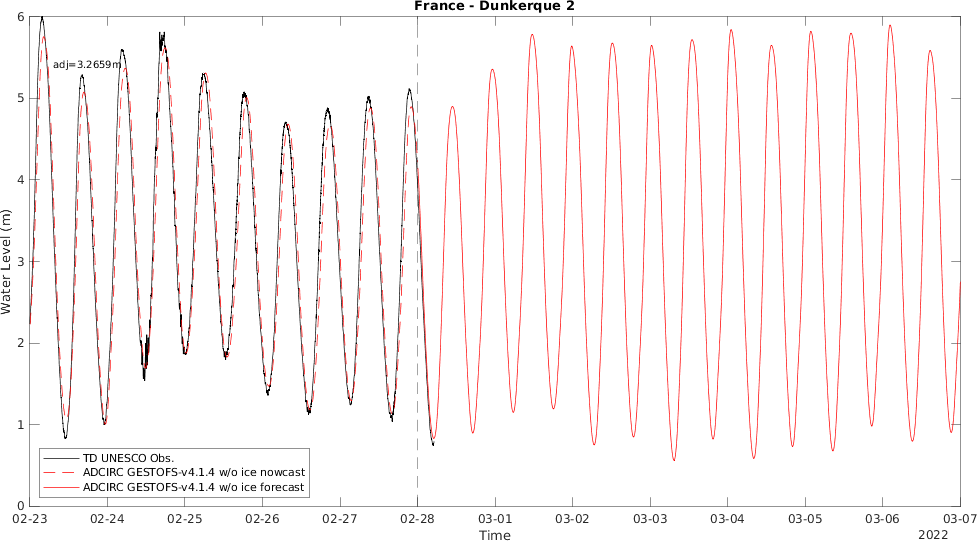 France - Dunkerque 2
adj=3.2659m
Water Level (m)
6
5
4
3
2
1
0
TD UNESCO Obs.
ADCIRC GESTOFS-v4.1.4 w/o ice nowcast
ADCIRC GESTOFS-v4.1.4 w/o ice forecast
02-23 02-24 02-25 02-26 02-27 02-28 03-01 03-02 03-03 03-04 03-05 03-06 03-07
Time
2022